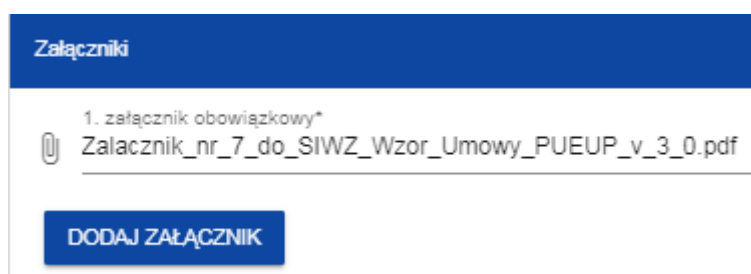 Załączniki
1. załącznik obowiązkowy*
Zalacznik_nr_7_do_SIWZ_Wzor_Umowy_PUEUP_v_3_0.pdf
DODAJ ZAŁĄCZNIK